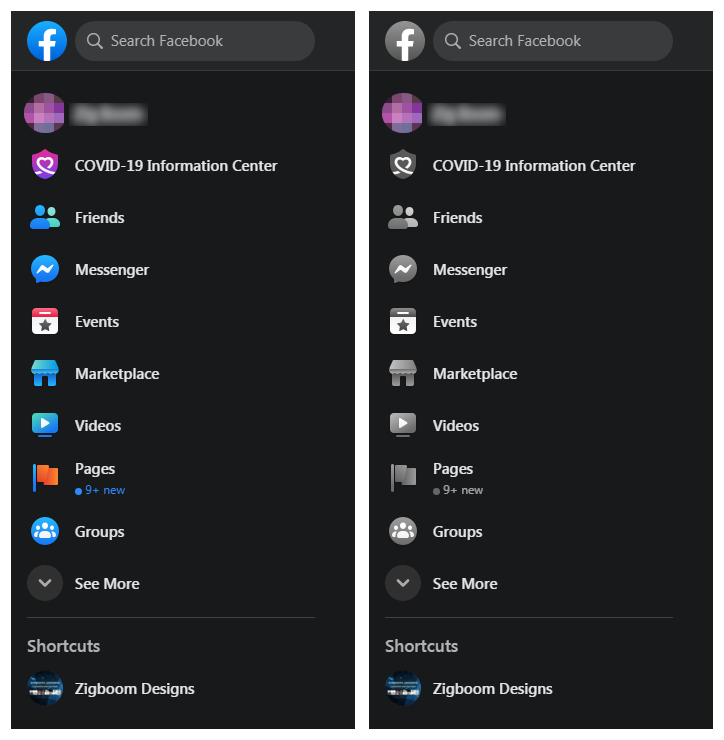 Search Facebook
COVID-19 Information Center
Friends
Messenger
Events
Marketplace
Videos
Pages
9+ new
Groups
See More
Shortcuts
Zigboom Designs
Search Facebook
COVID-19 Information Center
Friends
Messenger
Events
Marketplace
Videos
Pages
9+ new
Groups
See More
Shortcuts
Zigboom Designs